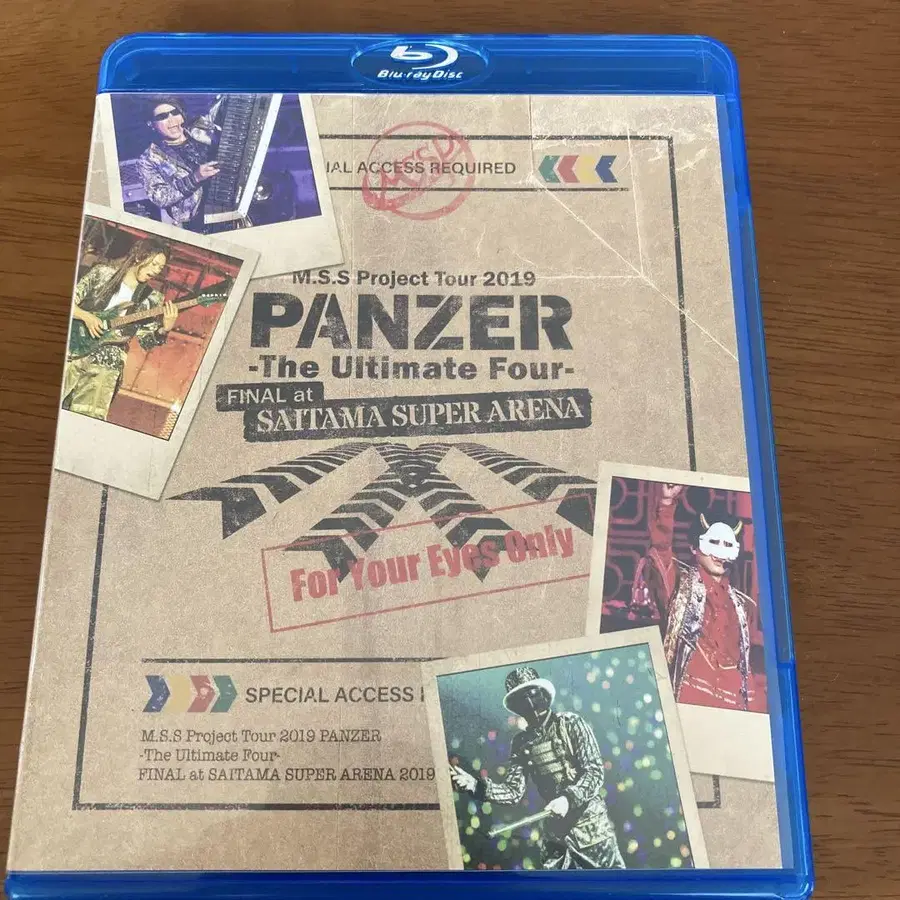 Blu-ray Disc
IAL ACCESS REQUIRED
M.S.S.P
M.S.S Project Tour 2019
PANZER
-The Ultimate Four-
FINAL at
SAITAMA SUPER ARENA
For Your Eyes Only
SPECIAL ACCESS
M.S.S Project Tour 2019 PANZER
-The Ultimate Four-
FINAL at SAITAMA SUPER ARENA 2019